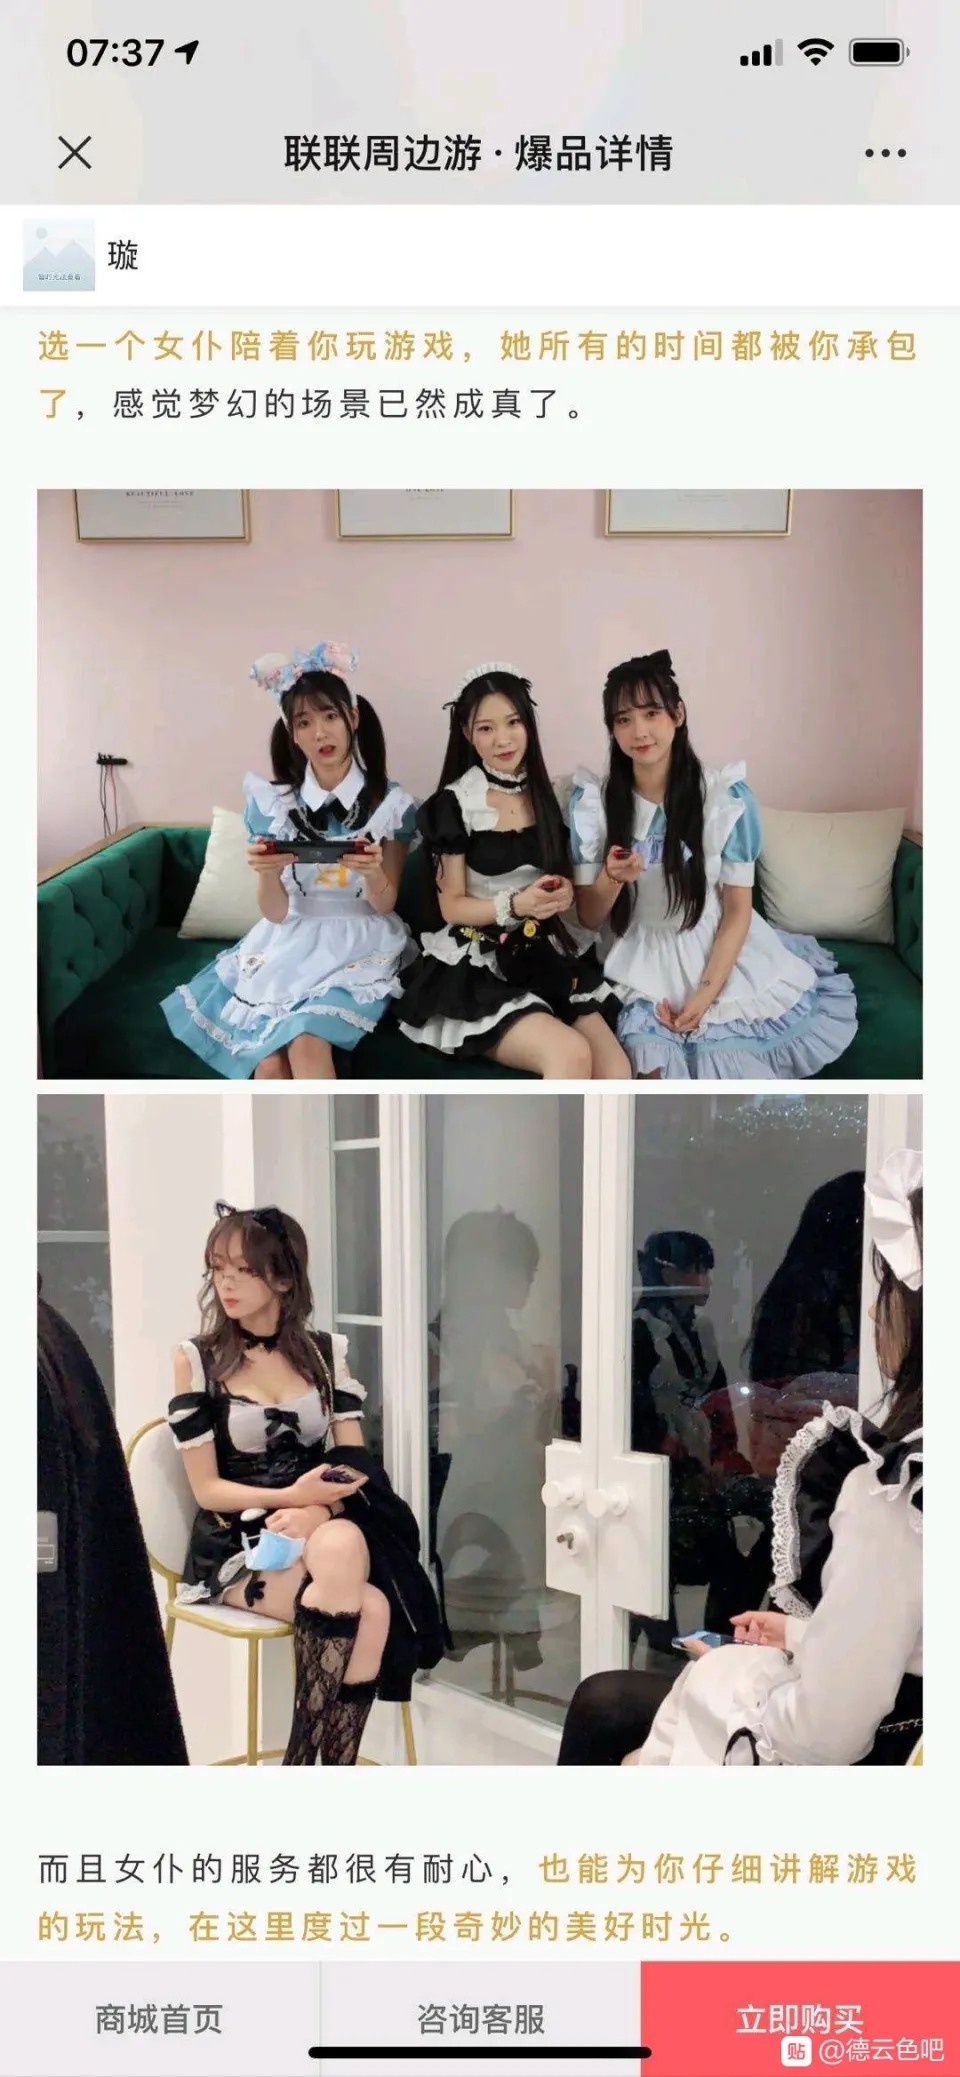 07:37
联联周边游·爆品详情
璇
选一个女仆陪着你玩游戏，她所有的时间都被你承包
了，感觉梦幻的场景已然成真了。
BEAUTIFUL LOVE
而且女仆的服务都很有耐心，也能为你仔细讲解游戏
的玩法，在这里度过一段奇妙的美好时光。
商城首页
咨询客服
立即购买
贴 @德云色吧